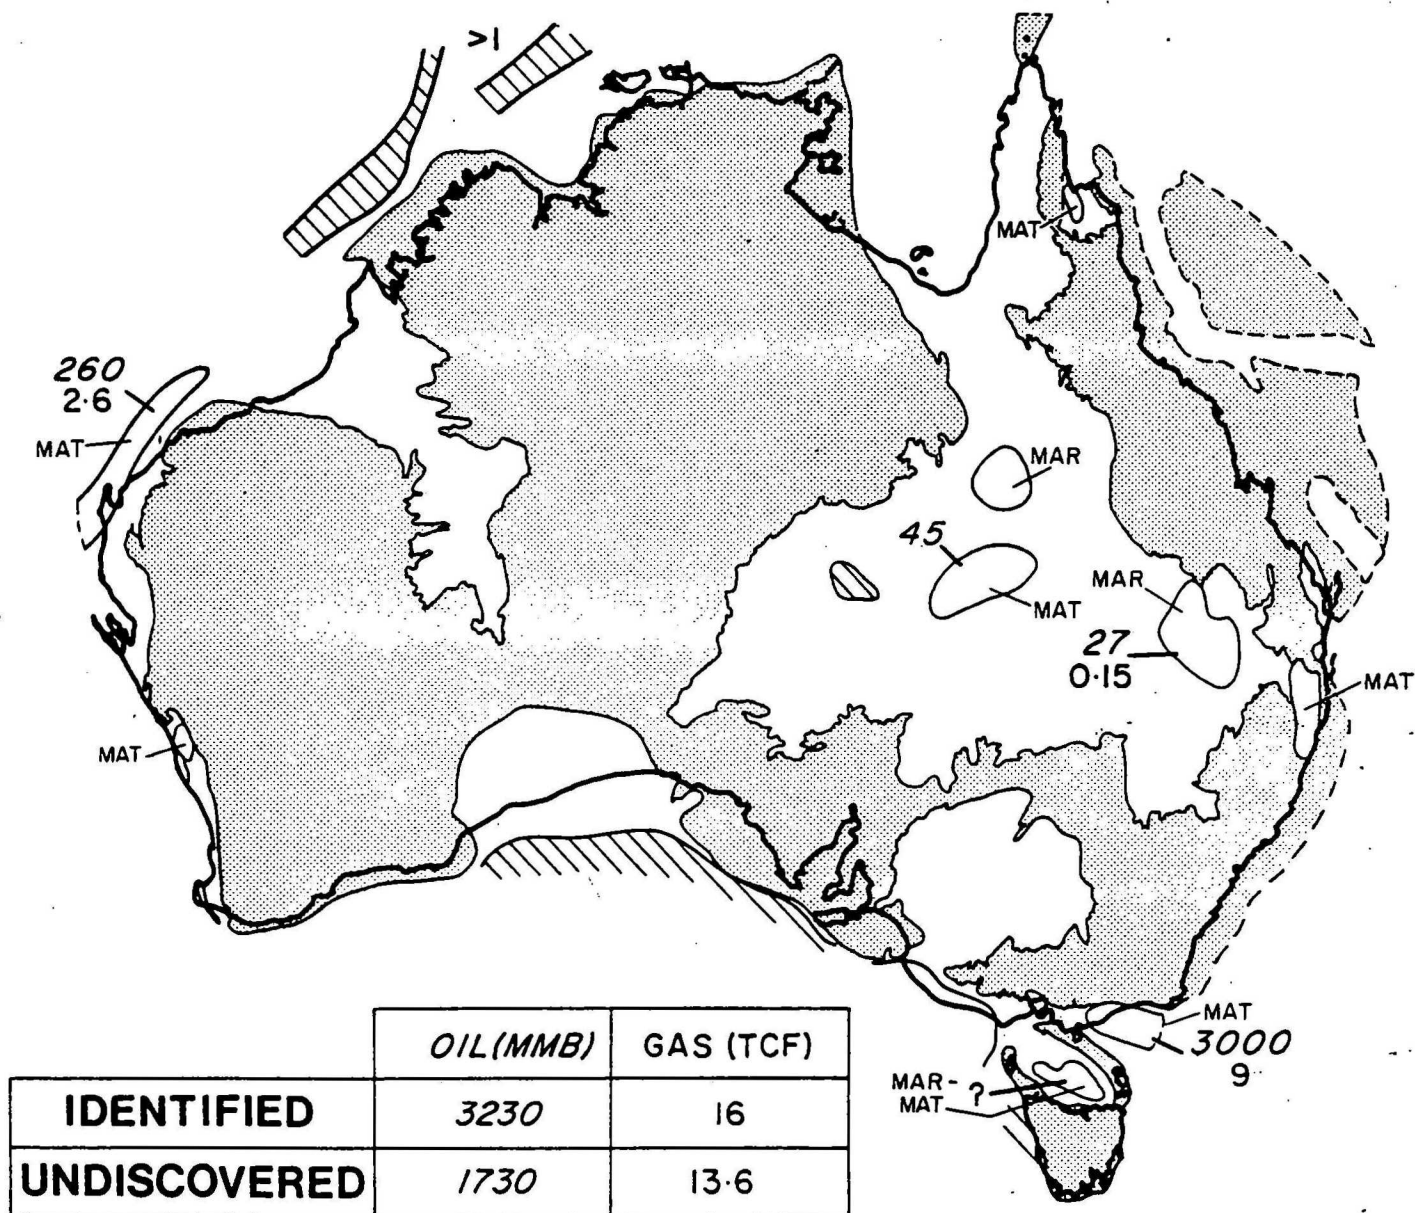 >1
MAT
260
2·6
MAT
MAR
45
MAT
MAR
27
0·15
MAT
MAT
MAT
3000
9
MAR-?
MAT
OIL(MMB) GAS (TCF)
IDENTIFIED 3230 16
UNDISCOVERED 1730 13·6